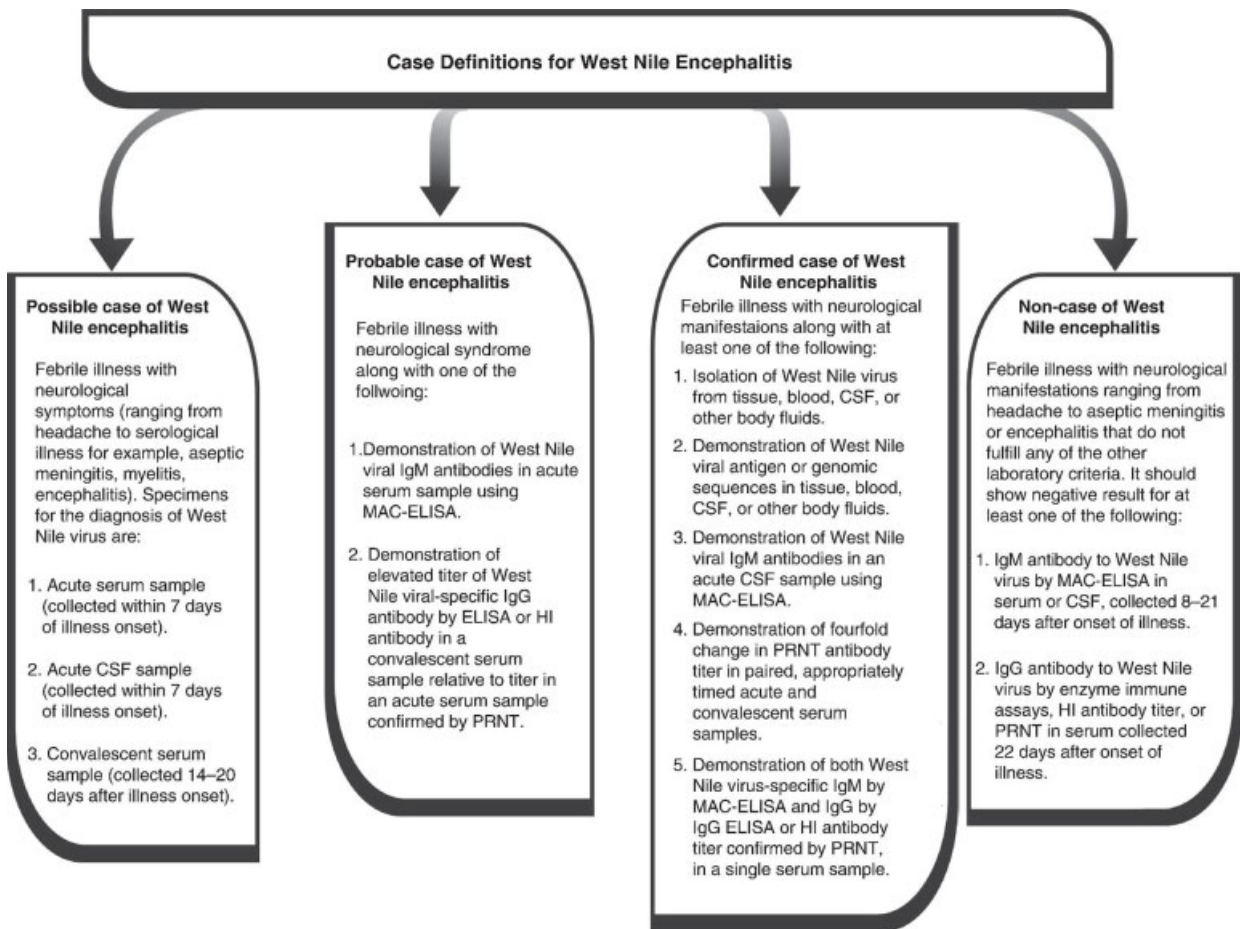 Case Definitions for West Nile Encephalitis
Possible case of West
Nile encephalitis
Febrile illness with
neurological
symptoms (ranging from
headache to serological
illness for example, aseptic
meningitis, myelitis,
encephalitis). Specimens
for the diagnosis of West
Nile virus are:
1. Acute serum sample
(collected within 7 days
of illness onset).
2. Acute CSF sample
(collected within 7 days
of illness onset).
3. Convalescent serum
sample (collected 14–20
days after illness onset).
Probable case of West
Nile encephalitis
Febrile illness with
neurological syndrome
along with one of the
follwoing:
1.Demonstration of West Nile
viral IgM antibodies in acute
serum sample using
MAC-ELISA.
2. Demonstration of
elevated titer of West
Nile viral-specific IgG
antibody by ELISA or HI
antibody in a
convalescent serum
sample relative to titer in
an acute serum sample
confirmed by PRNT.
Confirmed case of West
Nile encephalitis
Febrile illness with neurological
manifestaions along with at
least one of the following:
1. Isolation of West Nile virus
from tissue, blood, CSF, or
other body fluids.
2. Demonstration of West Nile
viral antigen or genomic
sequences in tissue, blood,
CSF, or other body fluids.
3. Demonstration of West Nile
viral IgM antibodies in an
acute CSF sample using
MAC-ELISA.
4. Demonstration of fourfold
change in PRNT antibody
titer in paired, appropriately
timed acute and
convalescent serum
samples.
5. Demonstration of both West
Nile virus-specific IgM by
MAC-ELISA and IgG by
IgG ELISA or HI antibody
titer confirmed by PRNT,
in a single serum sample.
Non-case of West
Nile encephalitis
Febrile illness with neurological
manifestations ranging from
headache to aseptic meningitis
or encephalitis that do not
fulfill any of the other
laboratory criteria. It should
show negative result for at
least one of the following:
1. IgM antibody to West Nile
virus by MAC-ELISA in
serum or CSF, collected 8–21
days after onset of illness.
2. IgG antibody to West Nile
virus by enzyme immune
assays, HI antibody titer, or
PRNT in serum collected
22 days after onset of
illness.